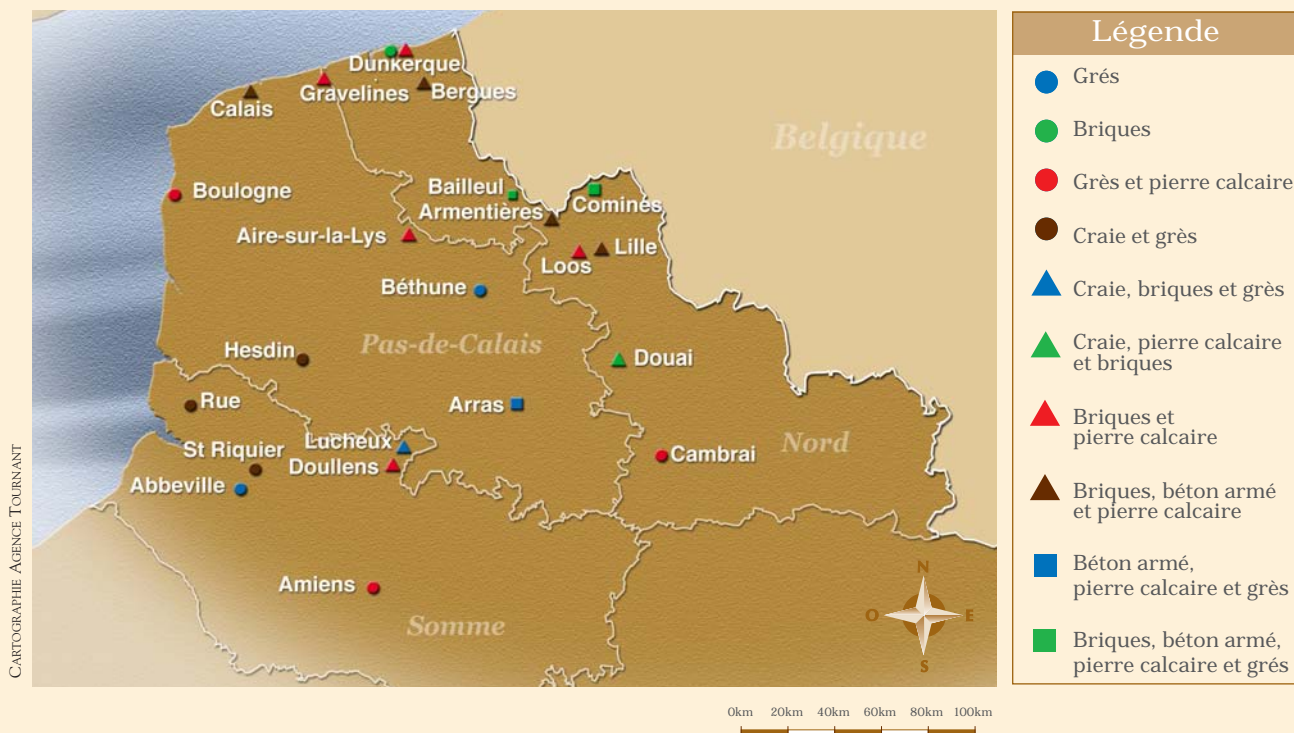 Dunkerque
Gravelines
Bergues
Calais
Belgique
Boulogne
Bailleul
Armentières
Comines
Aire-sur-la-Lys
Lille
Loos
Béthune
Pas-de-Calais
Hesdin
Douai
Rue
Arras
St Riquier
Lucheux
Nord
Doullens
Cambrai
Abbeville
Amiens
Somme
N
O
E
S
CARTOGRAPHIE AGENCE TOURNANT
Légende
Grés
Briques
Grès et pierre calcaire
Craie et grès
Craie, briques et grès
Craie, pierre calcaire
et briques
Briques et
pierre calcaire
Briques, béton armé
et pierre calcaire
Béton armé,
pierre calcaire et grès
Briques, béton armé,
pierre calcaire et grés
0km 20km 40km 60km 80km 100km